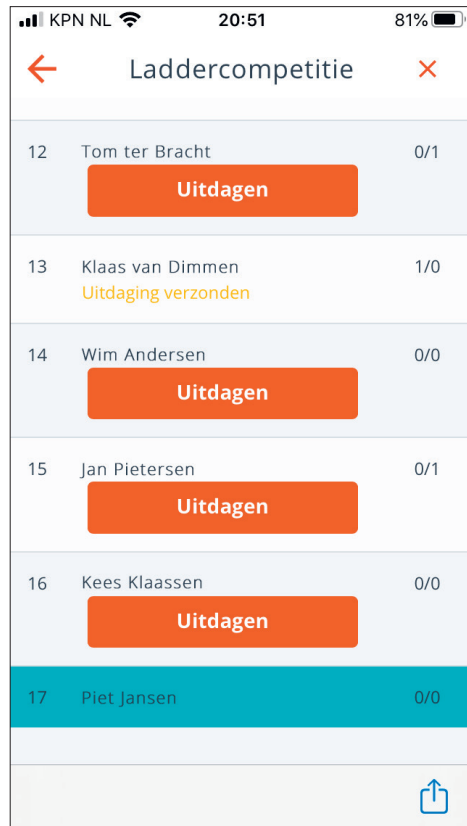 KPN NL 20:51 81%
Laddercompetitie
12 Tom ter Bracht 0/1
Uitdagen
13 Klaas van Dimmen 1/0
Uitdaging verzonden
14 Wim Andersen 0/0
Uitdagen
15 Jan Pietersen 0/1
Uitdagen
16 Kees Klaassen 0/0
Uitdagen
17 Piet Jansen 0/0